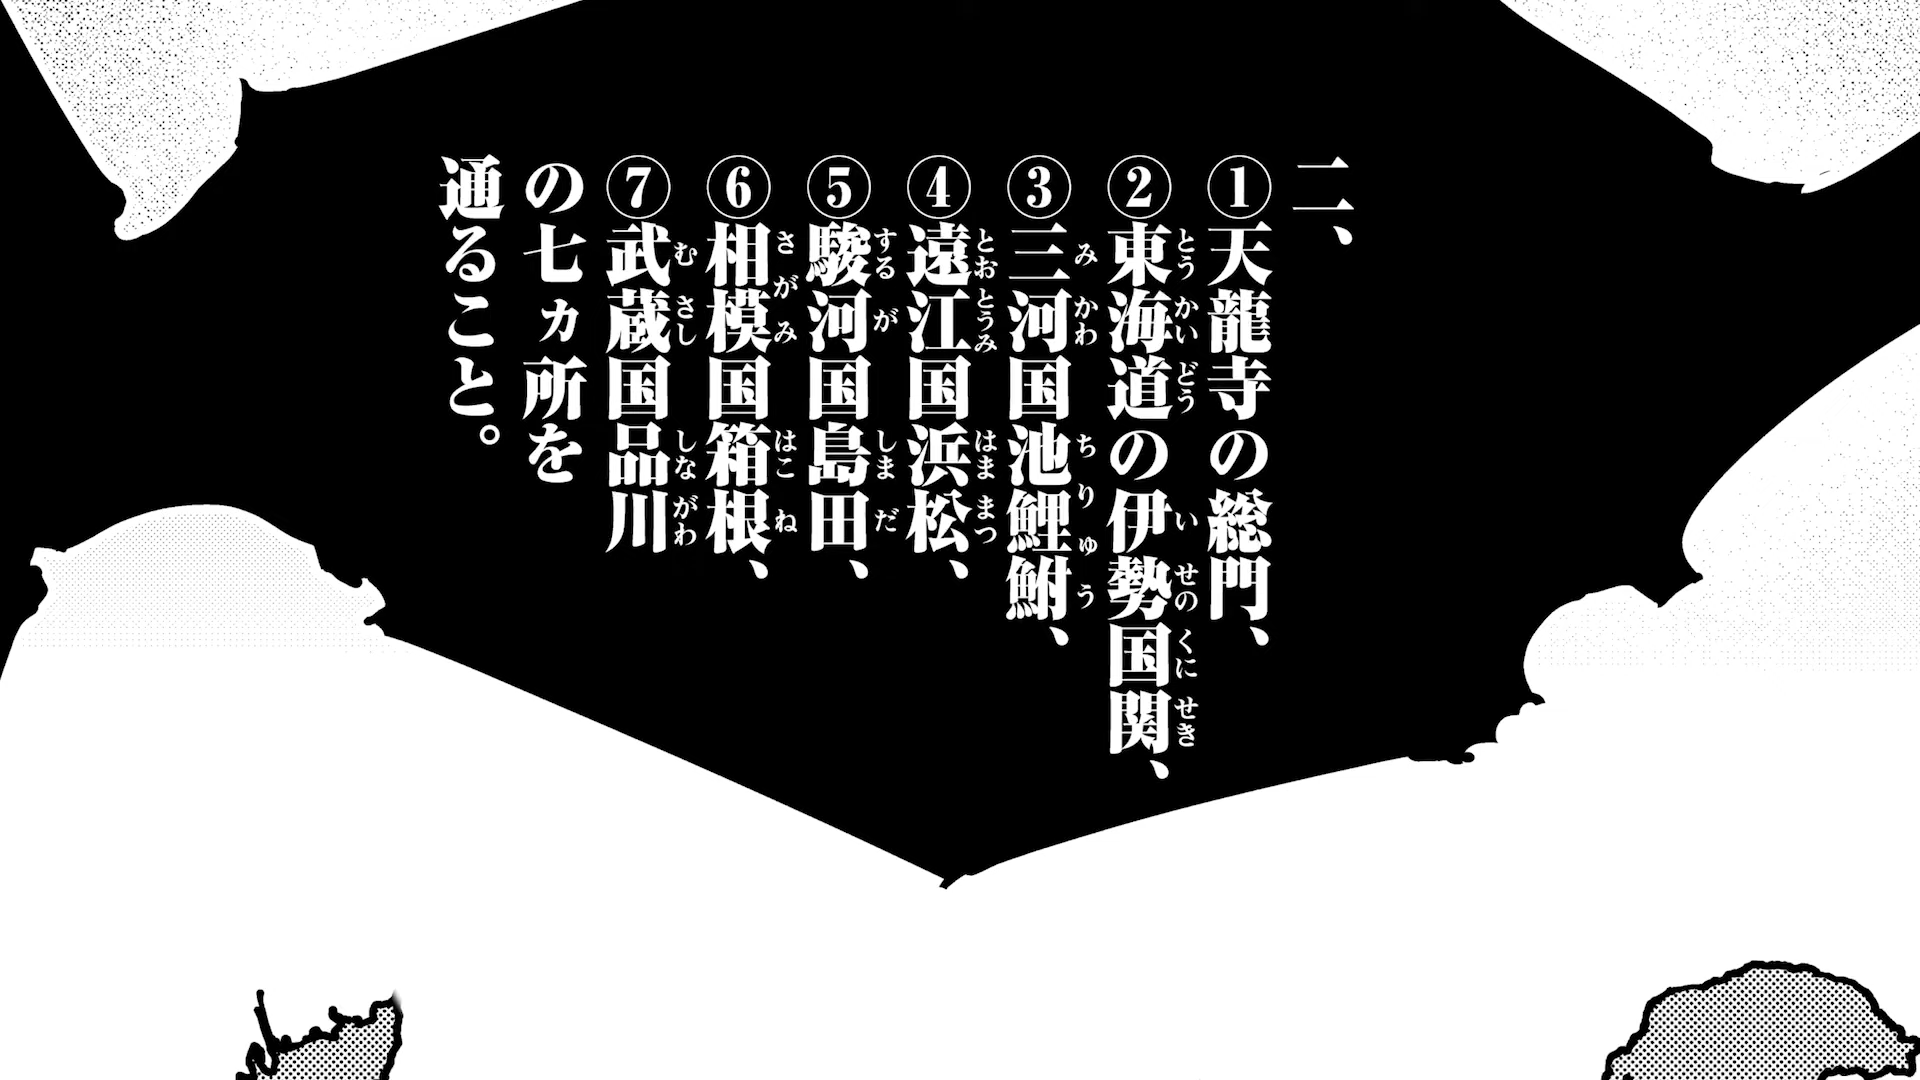 二、
①天龍寺の総門、
②東海道の伊勢国関、
③三河国池鯉鮒、
④遠江国浜松、
⑤駿河国島田、
⑥相模国箱根、
⑦武蔵国品川
の七ヵ所を
通ること。